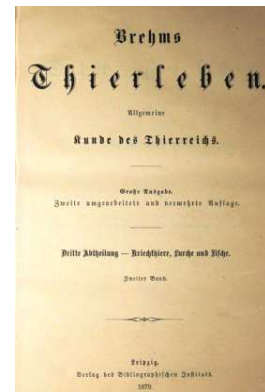 Brehms
Thierleben.
Allgemeine
Kunde des Thierreichs.
Große Ausgabe.
Zweite umgearbeitete und vermehrte Auflage.
Dritte Abtheilung — Kriechthiere, Lurche und Fische.
Zweiter Band.
Leipzig.
Verlag des Bibliographischen Instituts.
1879.